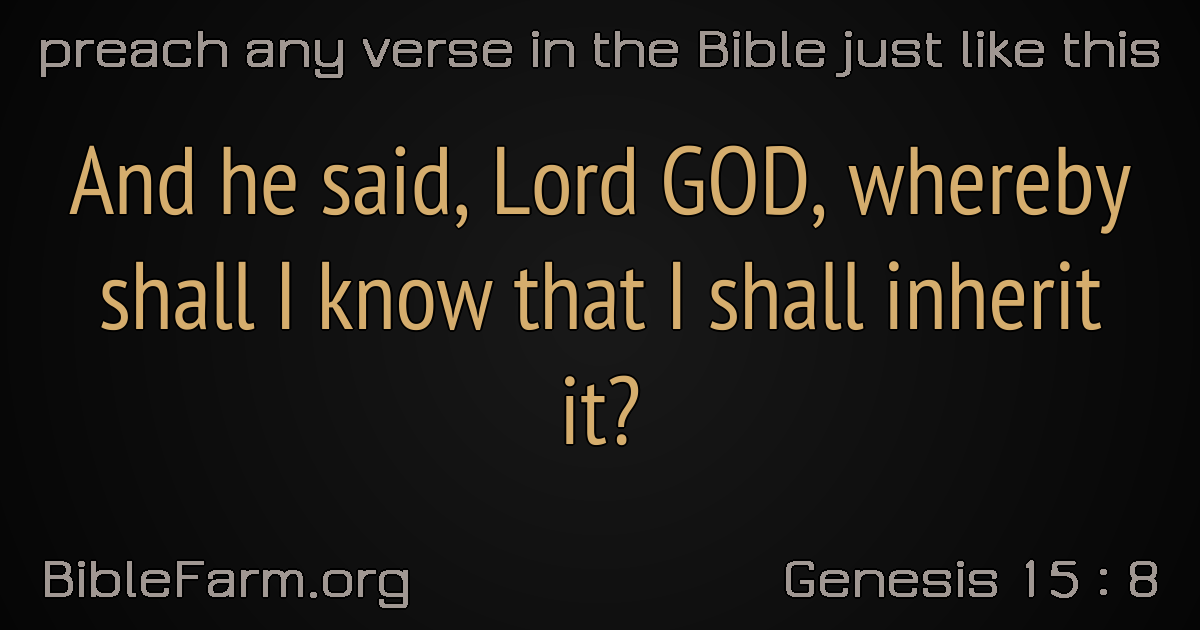 preach any verse in the Bible just like this
And he said, Lord GOD, whereby
shall I know that I shall inherit
it?
BibleFarm.org
Genesis 15 : 8